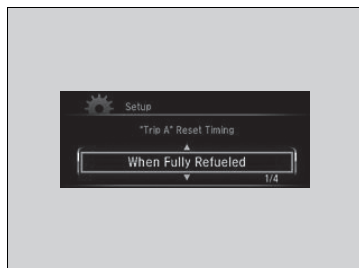 Setup
"Trip A" Reset Timing
When Fully Refueled
1/4